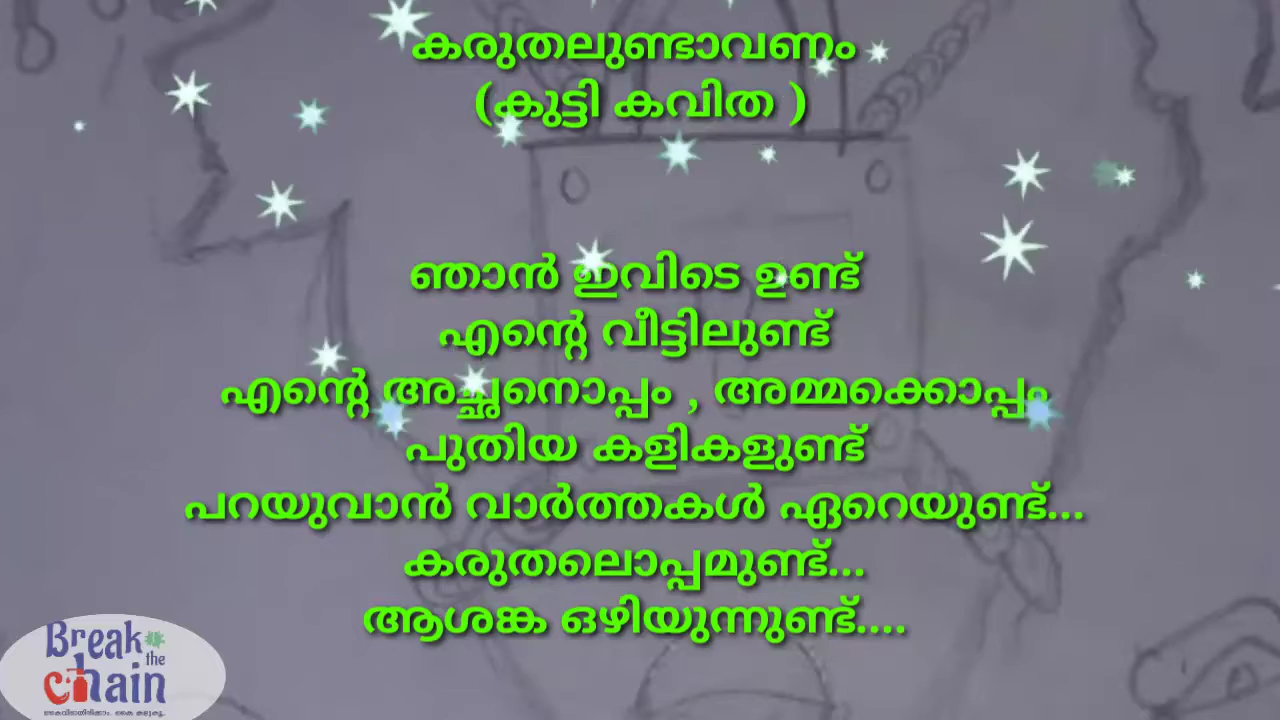 കരുതലുണ്ടാവണം
(കുട്ടി കവിത )
ഞാൻ ഇവിടെ ഉണ്ട്
എന്റെ വീട്ടിലുണ്ട്
എന്റെ അച്ഛനൊപ്പം , അമ്മക്കൊപ്പം
പുതിയ കളികളുണ്ട്
പറയുവാൻ വാർത്തകൾ ഏറെയുണ്ട്...
കരുതലൊപ്പമുണ്ട്...
ആശങ്ക ഒഴിയുന്നുണ്ട്....
Break
the
chain